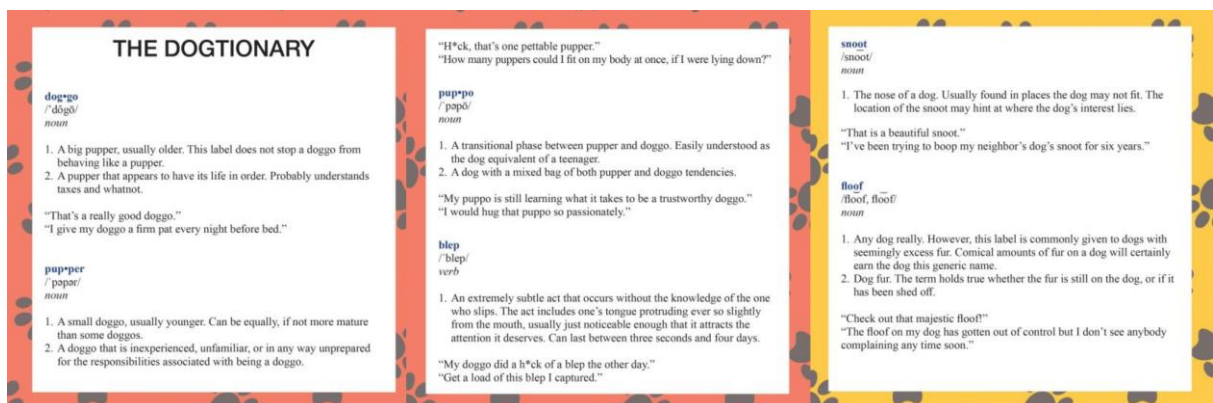 THE DOGTIONARY
dog•go
/ˈdôgō/
noun
1. A big pupper, usually older. This label does not stop a doggo from
behaving like a pupper.
2. A pupper that appears to have its life in order. Probably understands
taxes and whatnot.
“That’s a really good doggo.”
“I give my doggo a firm pat every night before bed.”
pup•per
/ˈpəpər/
noun
1. A small doggo, usually younger. Can be equally, if not more mature
than some doggos.
2. A doggo that is inexperienced, unfamiliar, or in any way unprepared
for the responsibilities associated with being a doggo.
“H*ck, that’s one pettable pupper.”
“How many puppers could I fit on my body at once, if I were lying down?”
pup•po
/ˈpəpō/
noun
1. A transitional phase between pupper and doggo. Easily understood as
the dog equivalent of a teenager.
2. A dog with a mixed bag of both pupper and doggo tendencies.
“My puppo is still learning what it takes to be a trustworthy doggo.”
“I would hug that puppo so passionately.”
blep
/ˈblep/
verb
1. An extremely subtle act that occurs without the knowledge of the one
who slips. The act includes one’s tongue protruding ever so slightly
from the mouth, usually just noticeable enough that it attracts the
attention it deserves. Can last between three seconds and four days.
“My doggo did a h*ck of a blep the other day.”
“Get a load of this blep I captured.”
snoot
/sno͞ot/
noun
1. The nose of a dog. Usually found in places the dog may not fit. The
location of the snoot may hint at where the dog’s interest lies.
“That is a beautiful snoot.”
“I’ve been trying to boop my neighbor’s dog’s snoot for six years.”
floof
/flo͞of, flo͝of/
noun
1. Any dog really. However, this label is commonly given to dogs with
seemingly excess fur. Comical amounts of fur on a dog will certainly
earn the dog this generic name.
2. Dog fur. The term holds true whether the fur is still on the dog, or if it
has been shed off.
“Check out that majestic floof!”
“The floof on my dog has gotten out of control but I don’t see anybody
complaining any time soon.”